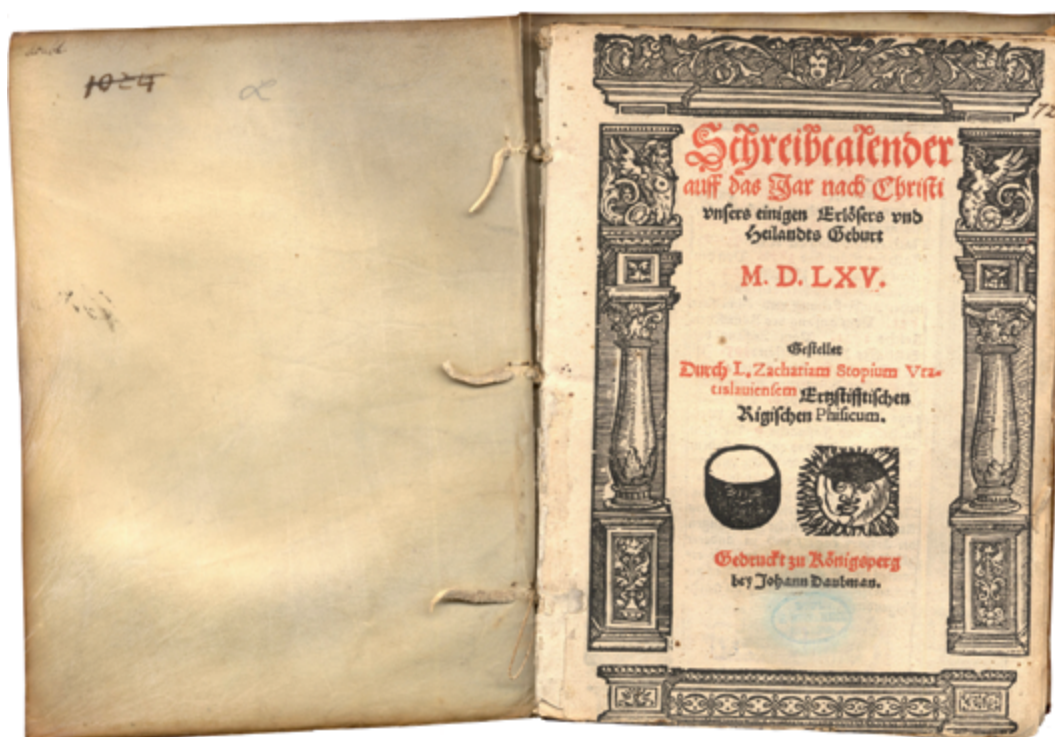 1024
Schreibcalender
auff das Jar nach Christi
vnsers einigen Erlösers vnd
Heilandts Geburt
M. D. LXV.
Gestellet
Durch L. Zachariam Stopium Vra-
tislauiensem Ertzstifftischen
Rigischen Phisicum.
Gedruckt zu Königsperg
bey Johann Daubman.